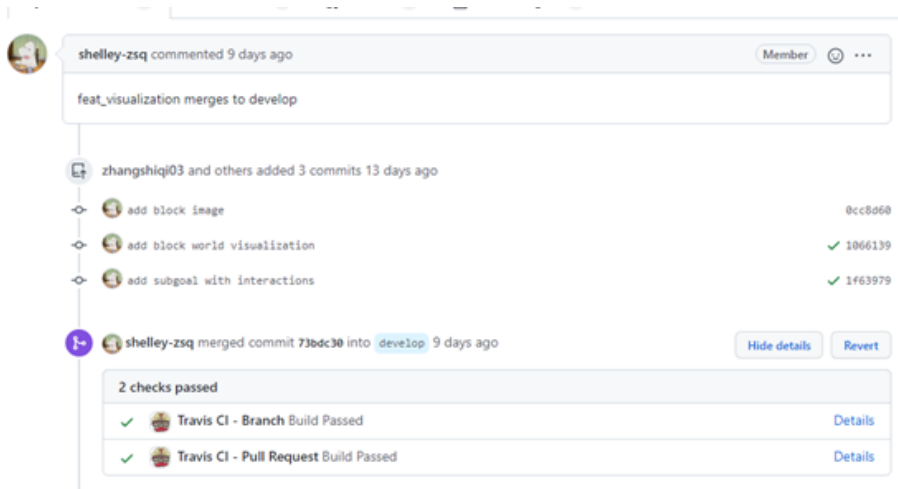 shelley-zsq commented 9 days ago Member
feat_visualization merges to develop
zhangshiqi03 and others added 3 commits 13 days ago
add block image 0cc8d60
add block world visualization 1066139
add subgoal with interactions 1f63979
shelley-zsq merged commit 73bdc30 into develop 9 days ago Hide details Revert
2 checks passed
Travis CI - Branch Build Passed Details
Travis CI - Pull Request Build Passed Details